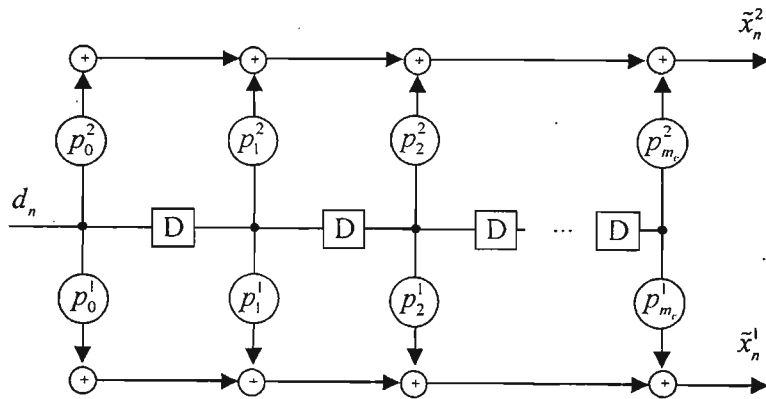 x̃_n^2
+ + + +
p_0^2 p_1^2 p_2^2 p_{m_c}^2
d_n
D D D ... D
p_0^1 p_1^1 p_2^1 p_{m_c}^1
x̃_n^1
+ + + +